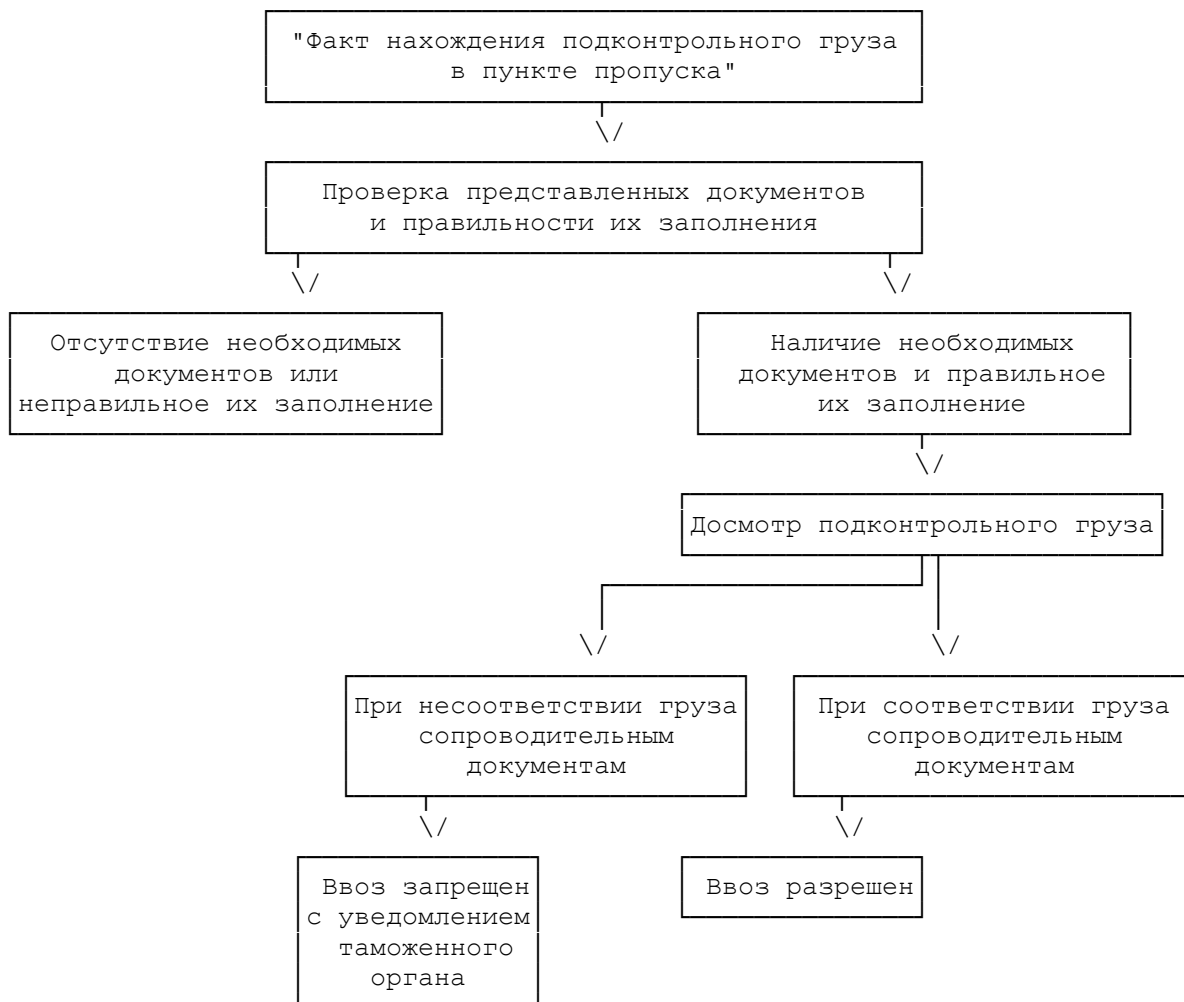 "Факт нахождения подконтрольного груза
в пункте пропуска"
Проверка представленных документов
и правильности их заполнения
Отсутствие необходимых
документов или
неправильное их заполнение
Наличие необходимых
документов и правильное
их заполнение
Досмотр подконтрольного груза
При несоответствии груза
сопроводительным
документам
При соответствии груза
сопроводительным
документам
Ввоз запрещен
с уведомлением
таможенного
органа
Ввоз разрешен